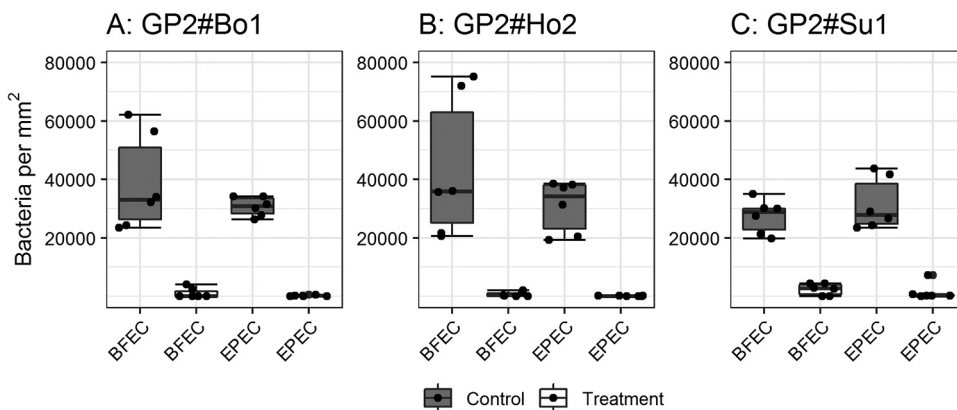 A: GP2#Bo1
B: GP2#Ho2
C: GP2#Su1
Bacteria per mm²
80000
60000
40000
20000
80000
60000
40000
20000
80000
60000
40000
20000
BFEC
BFEC
EPEC
EPEC
BFEC
BFEC
EPEC
EPEC
BFEC
BFEC
EPEC
EPEC
Control
Treatment